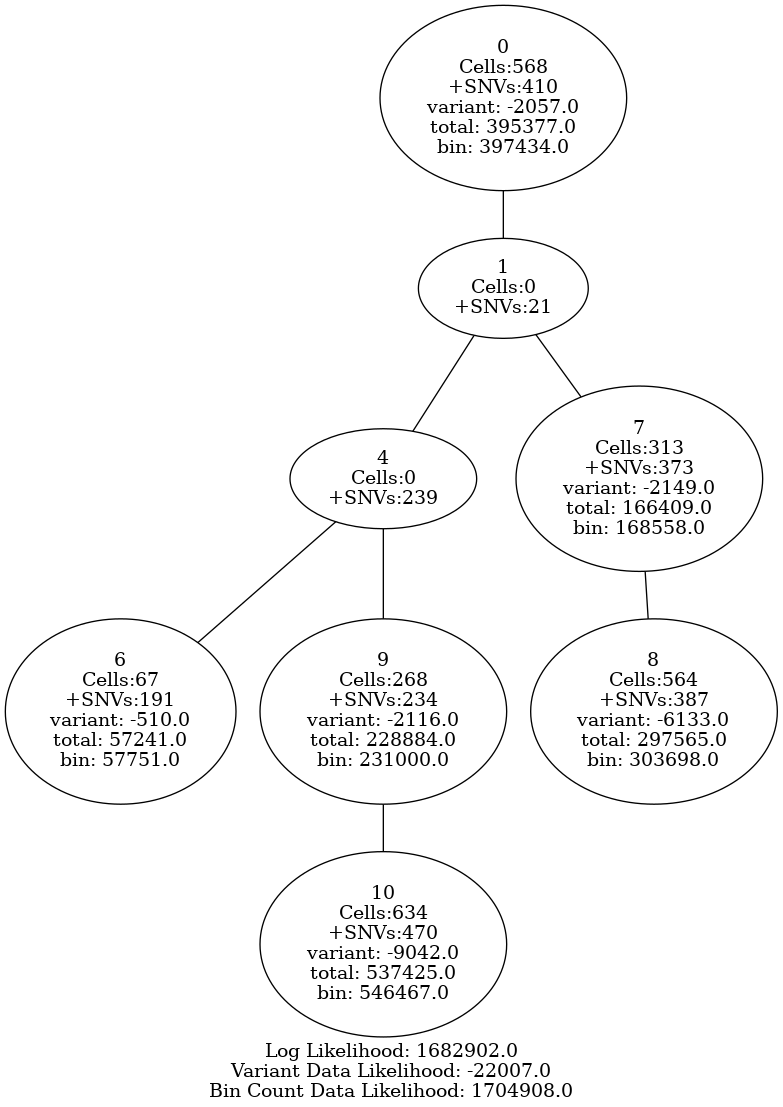 0
Cells:568
+SNVs:410
variant: -2057.0
total: 395377.0
bin: 397434.0
1
Cells:0
+SNVs:21
4
Cells:0
+SNVs:239
7
Cells:313
+SNVs:373
variant: -2149.0
total: 166409.0
bin: 168558.0
6
Cells:67
+SNVs:191
variant: -510.0
total: 57241.0
bin: 57751.0
9
Cells:268
+SNVs:234
variant: -2116.0
total: 228884.0
bin: 231000.0
8
Cells:564
+SNVs:387
variant: -6133.0
total: 297565.0
bin: 303698.0
10
Cells:634
+SNVs:470
variant: -9042.0
total: 537425.0
bin: 546467.0
Log Likelihood: 1682902.0
Variant Data Likelihood: -22007.0
Bin Count Data Likelihood: 1704908.0